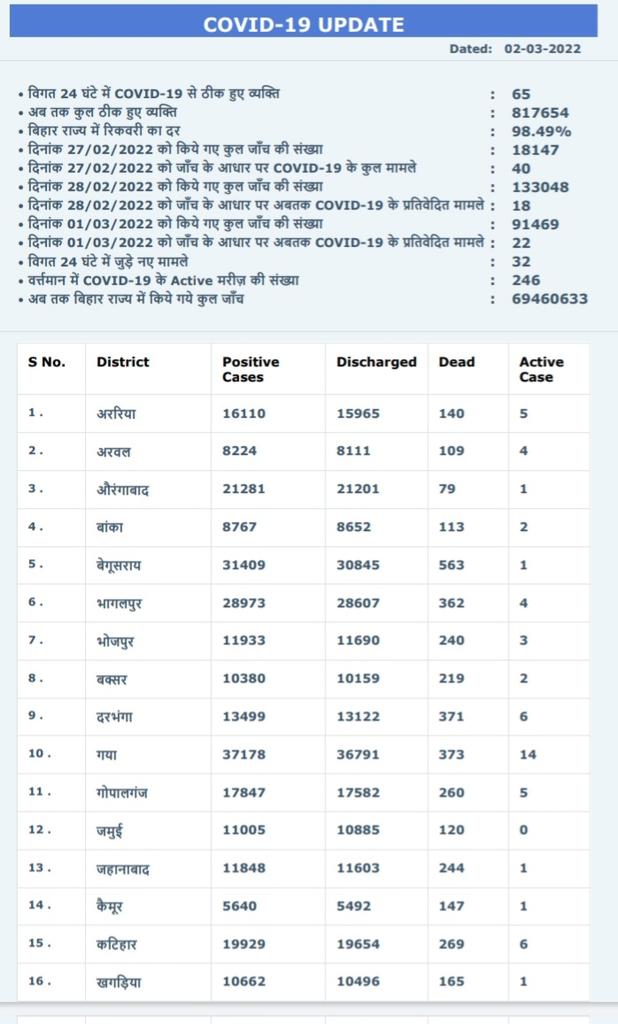 COVID-19 UPDATE
Dated: 02-03-2022
• विगत 24 घंटे में COVID-19 से ठीक हुए व्यक्ति : 65
• अब तक कुल ठीक हुए व्यक्ति : 817654
• बिहार राज्य में रिकवरी का दर : 98.49%
• दिनांक 27/02/2022 को किये गए कुल जाँच की संख्या : 18147
• दिनांक 27/02/2022 को जाँच के आधार पर COVID-19 के कुल मामले : 40
• दिनांक 28/02/2022 को किये गए कुल जाँच की संख्या : 133048
• दिनांक 28/02/2022 को जाँच के आधार पर अबतक COVID-19 के प्रतिवेदित मामले : 18
• दिनांक 01/03/2022 को किये गए कुल जाँच की संख्या : 91469
• दिनांक 01/03/2022 को जाँच के आधार पर अबतक COVID-19 के प्रतिवेदित मामले : 22
• विगत 24 घंटे में जुड़े नए मामले : 32
• वर्त्तमान में COVID-19 के Active मरीज़ की संख्या : 246
• अब तक बिहार राज्य में किये गये कुल जाँच : 69460633
S No. District Positive Cases Discharged Dead Active Case
1 . अररिया 16110 15965 140 5
2 . अरवल 8224 8111 109 4
3 . औरंगाबाद 21281 21201 79 1
4 . बांका 8767 8652 113 2
5 . बेगूसराय 31409 30845 563 1
6 . भागलपुर 28973 28607 362 4
7 . भोजपुर 11933 11690 240 3
8 . बक्सर 10380 10159 219 2
9 . दरभंगा 13499 13122 371 6
10 . गया 37178 36791 373 14
11 . गोपालगंज 17847 17582 260 5
12 . जमुई 11005 10885 120 0
13 . जहानाबाद 11848 11603 244 1
14 . कैमूर 5640 5492 147 1
15 . कटिहार 19929 19654 269 6
16 . खगड़िया 10662 10496 165 1